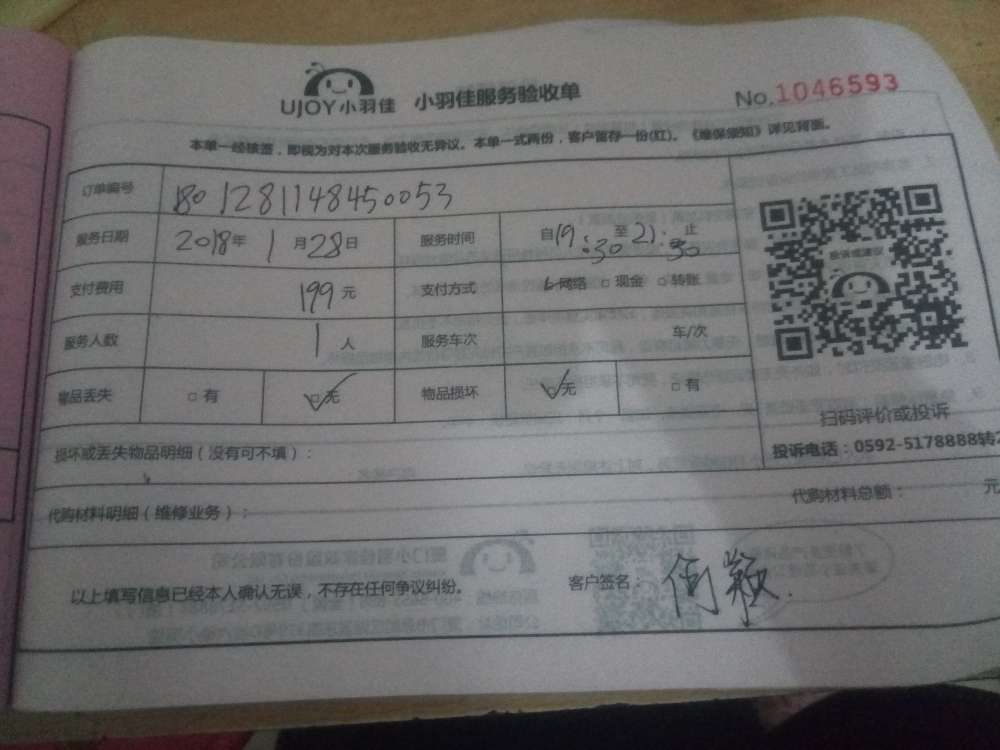 UJOY小羽佳 小羽佳服务验收单 No.1046593
本单一经核签，即视为对本次服务验收无异议。本单一式两份，客户留存一份(红)。《维保须知》详见背面。
订单编号 1801281148450053
服务日期 2018年1月28日 服务时间 自19:30至21:30止
支付费用 199元 支付方式 网络 □现金 □转账
服务人数 1人 服务车次 车/次
物品丢失 □有 ☑无 物品损坏 ☑无 □有
扫码评价或投诉
投诉电话：0592-5178888转2
损坏或丢失物品明细（没有可不填）：
代购材料明细（维修业务）： 代购材料总额： 元
以上填写信息已经本人确认无误，不存在任何争议纠纷。 客户签名：何颖